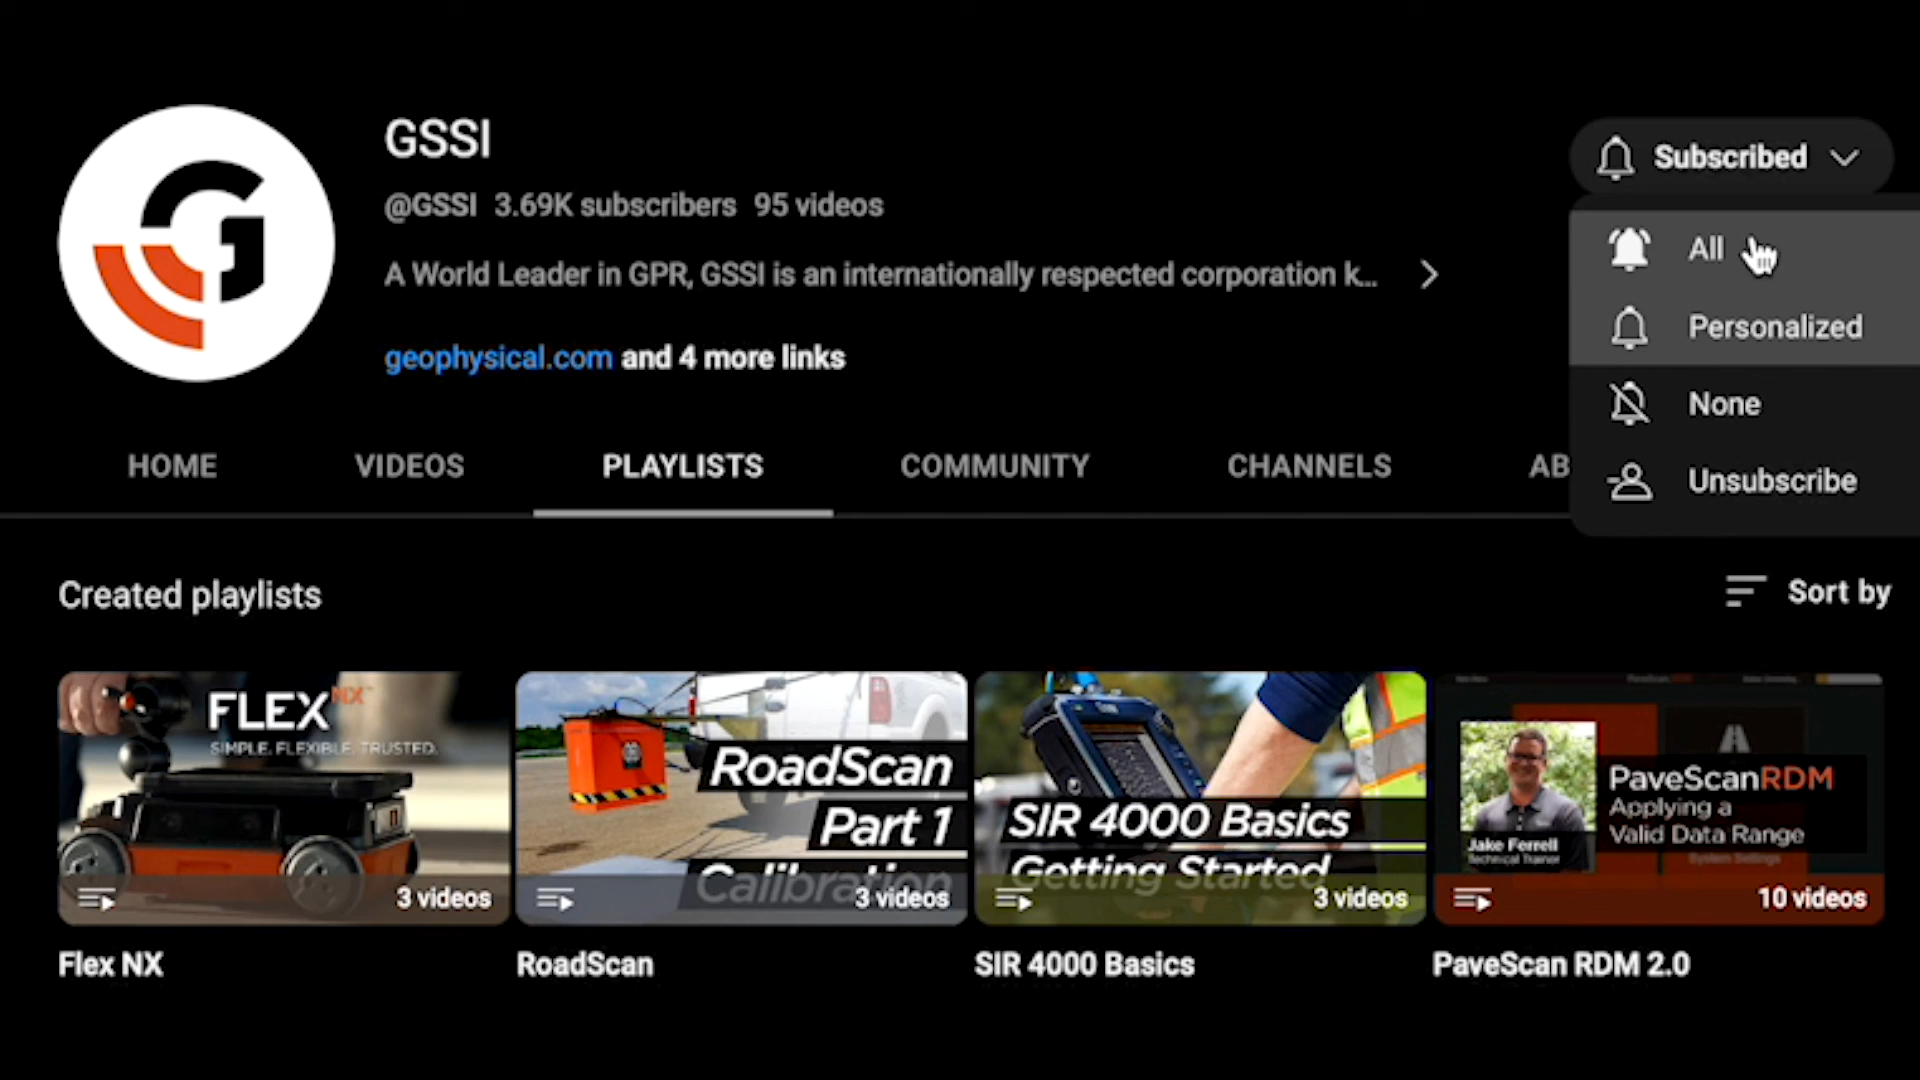 GSSI
@GSSI 3.69K subscribers 95 videos
A World Leader in GPR, GSSI is an internationally respected corporation k...
geophysical.com and 4 more links
Subscribed
All
Personalized
None
Unsubscribe
HOME VIDEOS PLAYLISTS COMMUNITY CHANNELS AB
Created playlists
Sort by
FLEX NX
SIMPLE. FLEXIBLE. TRUSTED.
3 videos
Flex NX
RoadScan
Part 1
Calibration
3 videos
RoadScan
SIR 4000 Basics
Getting Started
3 videos
SIR 4000 Basics
PaveScanRDM
Applying a
Valid Data Range
Jake Ferrell
Technical Trainer
System Settings
10 videos
PaveScan RDM 2.0